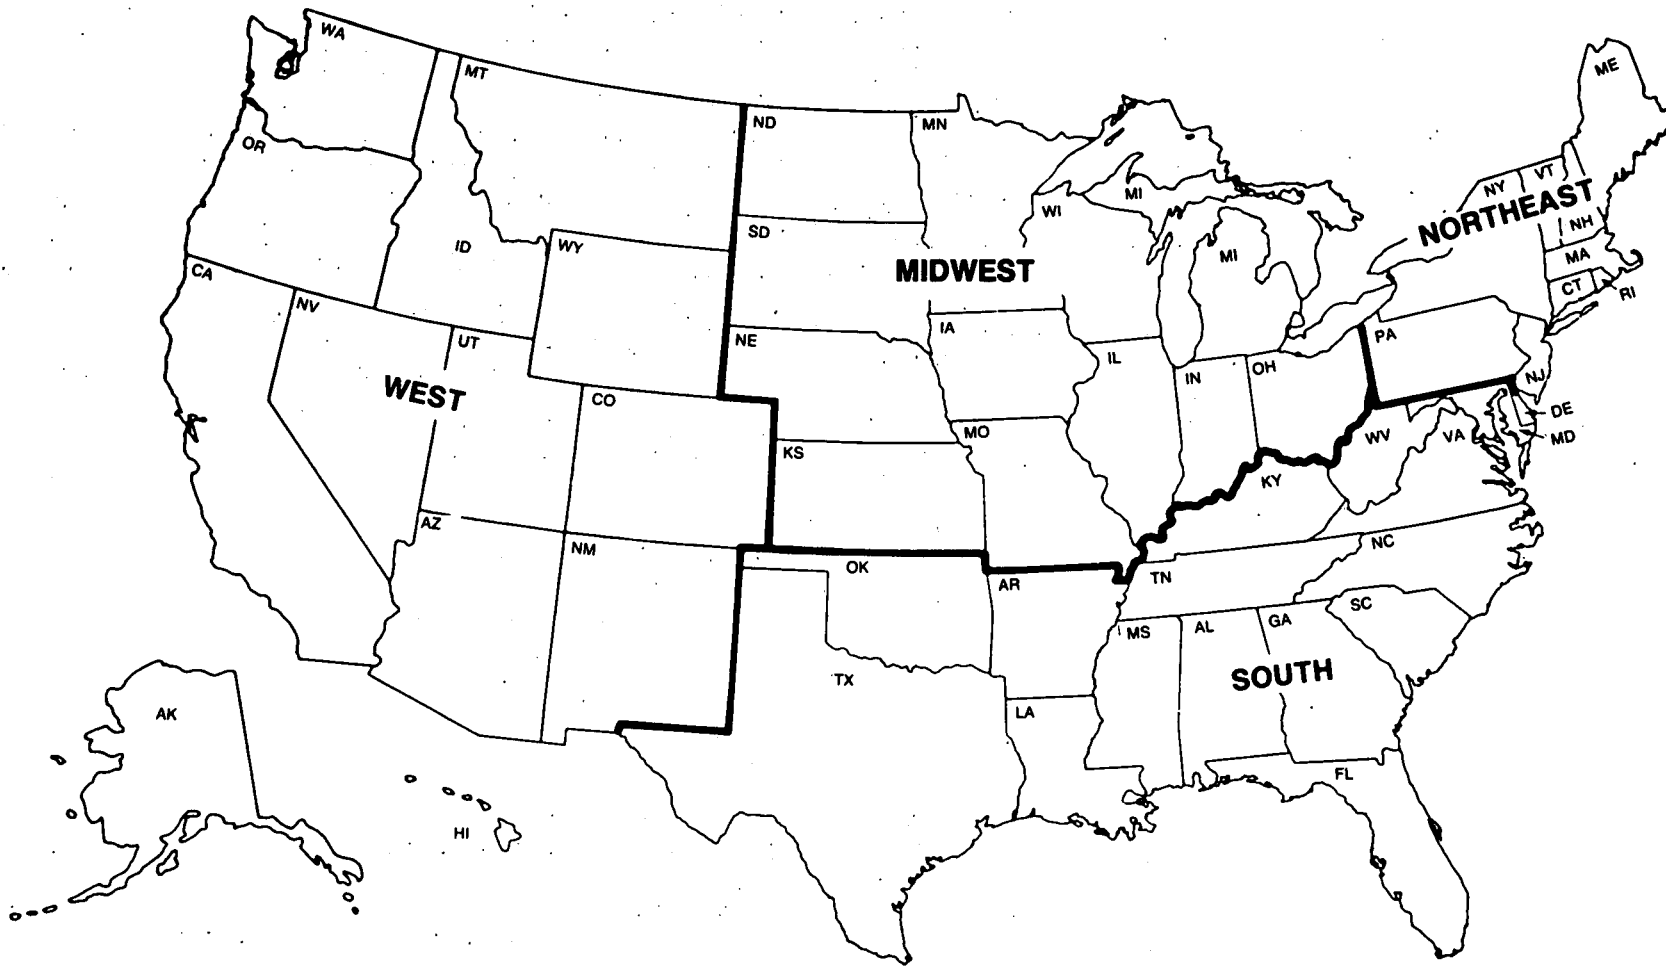 WA
MT
ME
ND
MN
OR
VT
NY
MI
WI
NORTHEAST
NH
SD
ID
WY
MI
MA
MIDWEST
CA
CT
RI
NV
IA
PA
UT
NE
IL
OH
IN
NJ
WEST
CO
DE
MO
WV
VA
MD
KS
KY
AZ
NM
NC
OK
TN
AR
SC
GA
AL
MS
SOUTH
TX
AK
LA
FL
HI